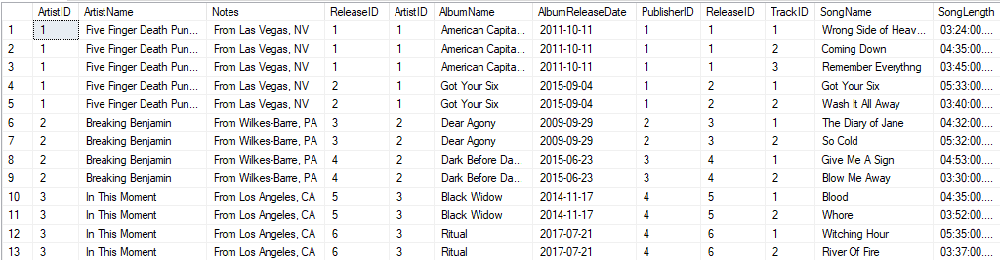 ArtistID ArtistName Notes ReleaseID ArtistID AlbumName AlbumReleaseDate PublisherID ReleaseID TrackID SongName SongLength
1 1 Five Finger Death Pun... From Las Vegas, NV 1 1 American Capita... 2011-10-11 1 1 1 Wrong Side of Heav... 03:24:00....
2 1 Five Finger Death Pun... From Las Vegas, NV 1 1 American Capita... 2011-10-11 1 1 2 Coming Down 04:35:00....
3 1 Five Finger Death Pun... From Las Vegas, NV 1 1 American Capita... 2011-10-11 1 1 3 Remember Everythng 03:45:00....
4 1 Five Finger Death Pun... From Las Vegas, NV 2 1 Got Your Six 2015-09-04 1 2 1 Got Your Six 05:33:00....
5 1 Five Finger Death Pun... From Las Vegas, NV 2 1 Got Your Six 2015-09-04 1 2 2 Wash It All Away 03:40:00....
6 2 Breaking Benjamin From Wilkes-Barre, PA 3 2 Dear Agony 2009-09-29 2 3 1 The Diary of Jane 04:32:00....
7 2 Breaking Benjamin From Wilkes-Barre, PA 3 2 Dear Agony 2009-09-29 2 3 2 So Cold 05:32:00....
8 2 Breaking Benjamin From Wilkes-Barre, PA 4 2 Dark Before Da... 2015-06-23 3 4 1 Give Me A Sign 04:53:00....
9 2 Breaking Benjamin From Wilkes-Barre, PA 4 2 Dark Before Da... 2015-06-23 3 4 2 Blow Me Away 03:30:00....
10 3 In This Moment From Los Angeles, CA 5 3 Black Widow 2014-11-17 4 5 1 Blood 04:35:00....
11 3 In This Moment From Los Angeles, CA 5 3 Black Widow 2014-11-17 4 5 2 Whore 03:52:00....
12 3 In This Moment From Los Angeles, CA 6 3 Ritual 2017-07-21 4 6 1 Witching Hour 05:35:00....
13 3 In This Moment From Los Angeles, CA 6 3 Ritual 2017-07-21 4 6 2 River Of Fire 03:37:00....